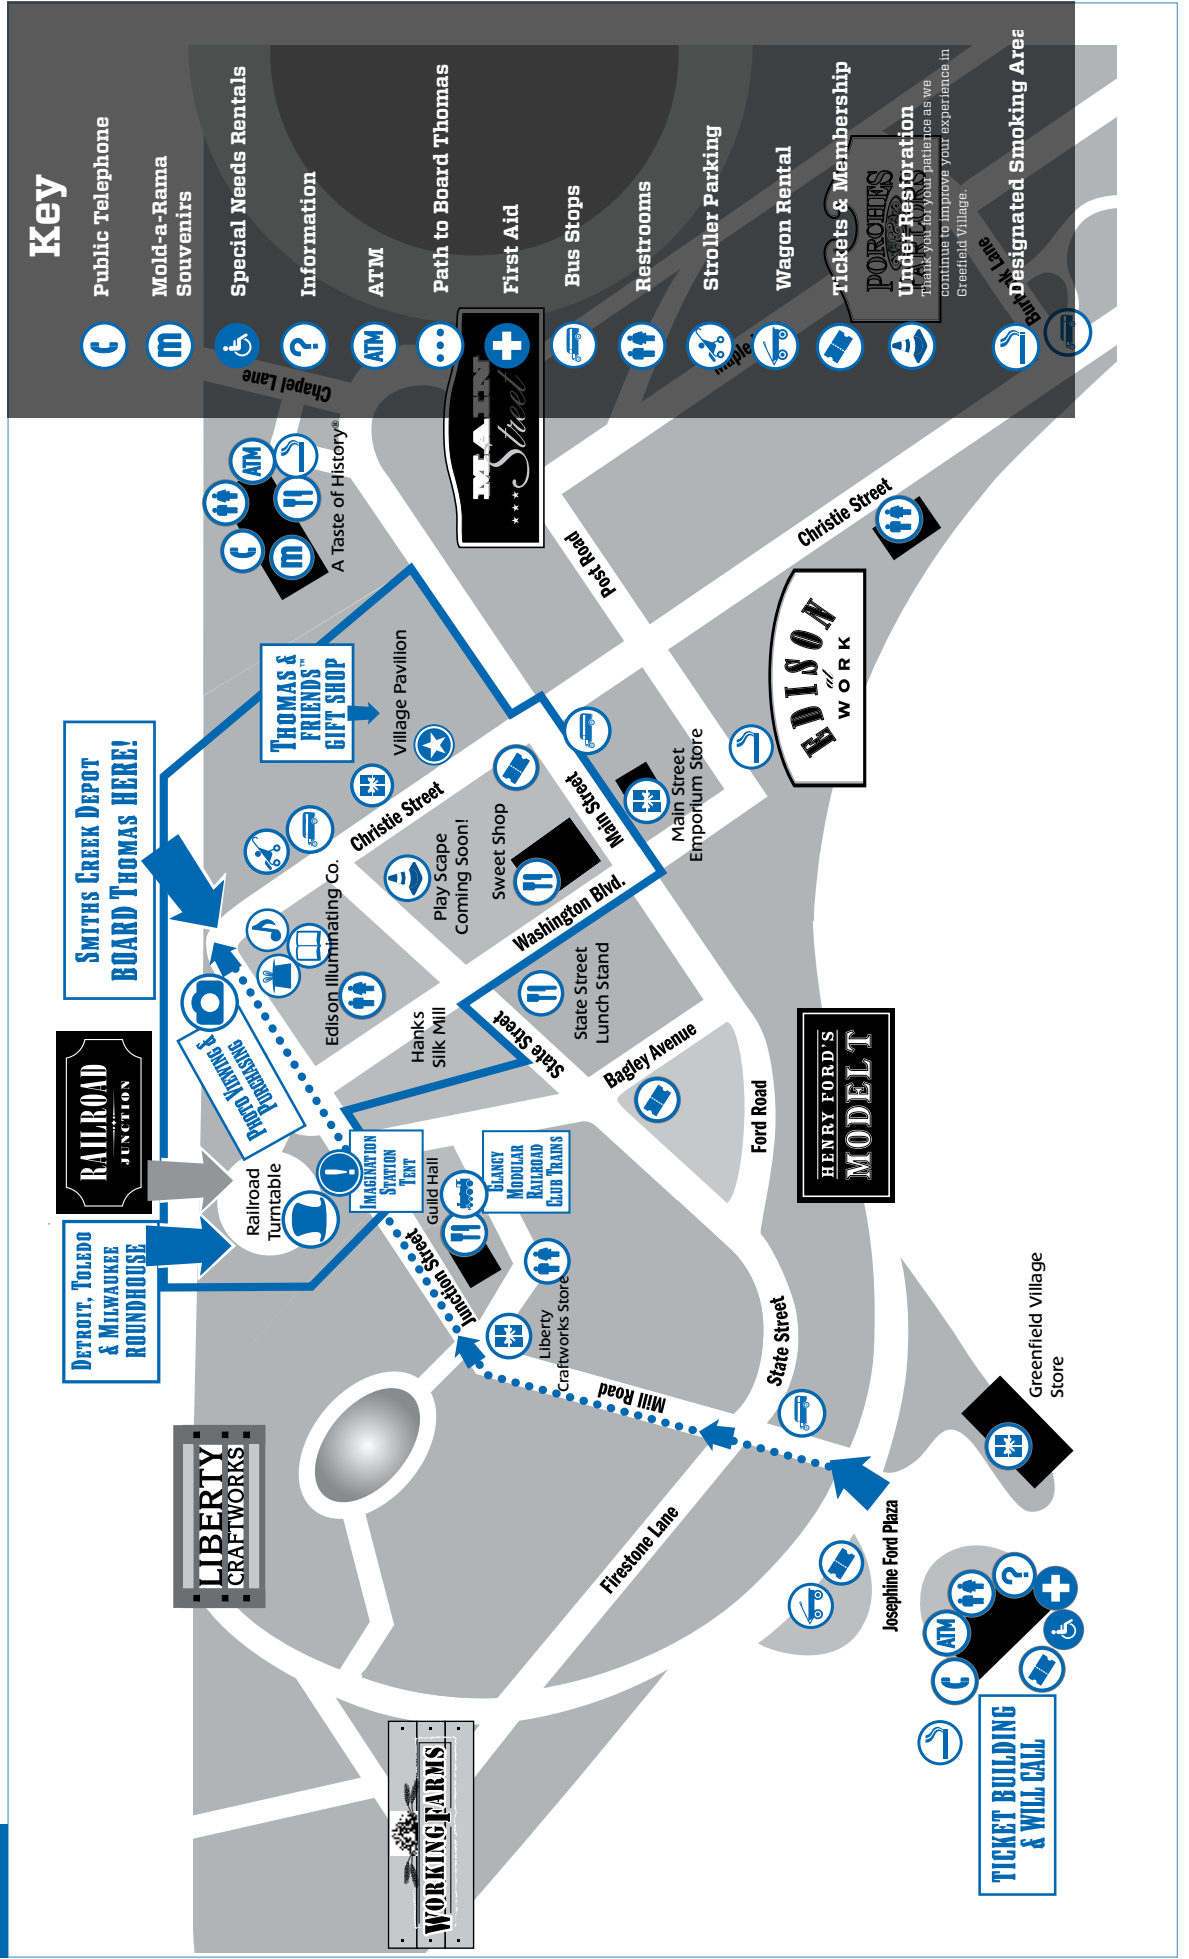 Key
Public Telephone
Mold-a-Rama
Souvenirs
Special Needs Rentals
Information
ATM
Path to Board Thomas
First Aid
Bus Stops
Restrooms
Stroller Parking
Wagon Rental
Tickets & Membership
Under Restoration
Thank you for your patience as we
continue to improve your experience in
Greefield Village.
Designated Smoking Area
C
m
?
ATM
PORCHES
Burbank Lane
Maple
Chapel Lane
MAIN
Street
ATM
C
m
A Taste of History®
Post Road
Christie Street
EDISON
at
WORK
THOMAS &
FRIENDS™
GIFT SHOP
Village Pavilion
SMITHS CREEK DEPOT
BOARD THOMAS HERE!
Christie Street
Main Street
Main Street
Emporium Store
Play Scape
Coming Soon!
Sweet Shop
Washington Blvd.
Edison Illuminating Co.
Hanks
Silk Mill
State Street
State Street
Lunch Stand
Bagley Avenue
Ford Road
HENRY FORD'S
MODEL T
RAILROAD
JUNCTION
PHOTO VIEWING &
PURCHASING
Railroad
Turntable
DETROIT, TOLEDO
& MILWAUKEE
ROUNDHOUSE
!
IMAGINATION
STATION
TENT
Guild Hall
GLANCY
MODULAR
RAILROAD
CLUB TRAINS
Junction Street
Liberty
Craftworks Store
Mill Road
State Street
LIBERTY
CRAFTWORKS
Firestone Lane
Greenfield Village
Store
Josephine Ford Plaza
C
ATM
?
TICKET BUILDING
& WILL CALL
WORKING FARMS